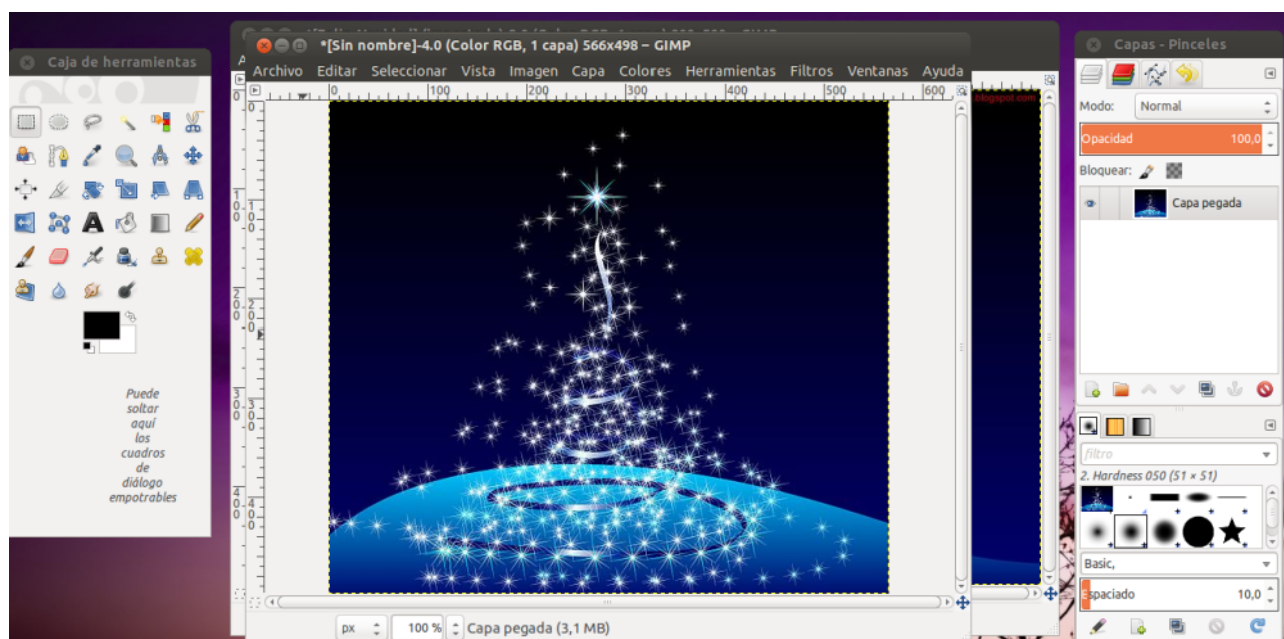 *[Sin nombre]-4.0 (Color RGB, 1 capa) 566x498 – GIMP
Archivo Editar Seleccionar Vista Imagen Capa Colores Herramientas Filtros Ventanas Ayuda
Caja de herramientas
Puede
soltar
aquí
los
cuadros
de
diálogo
empotrables
0 100 200 300 400 500 600
blogspot.com
px 100 % Capa pegada (3,1 MB)
Capas - Pinceles
Modo: Normal
Opacidad 100,0
Bloquear:
Capa pegada
filtro
2. Hardness 050 (51 × 51)
Basic,
Espaciado 10,0